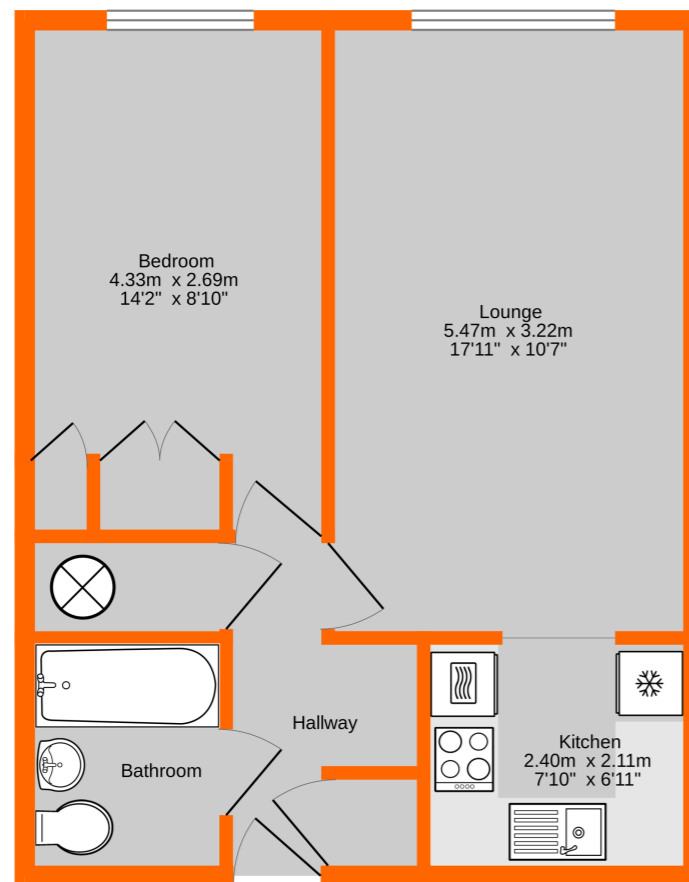 Bedroom
4.33m x 2.69m
14'2" x 8'10"
Lounge
5.47m x 3.22m
17'11" x 10'7"
Hallway
Kitchen
2.40m x 2.11m
7'10" x 6'11"
Bathroom